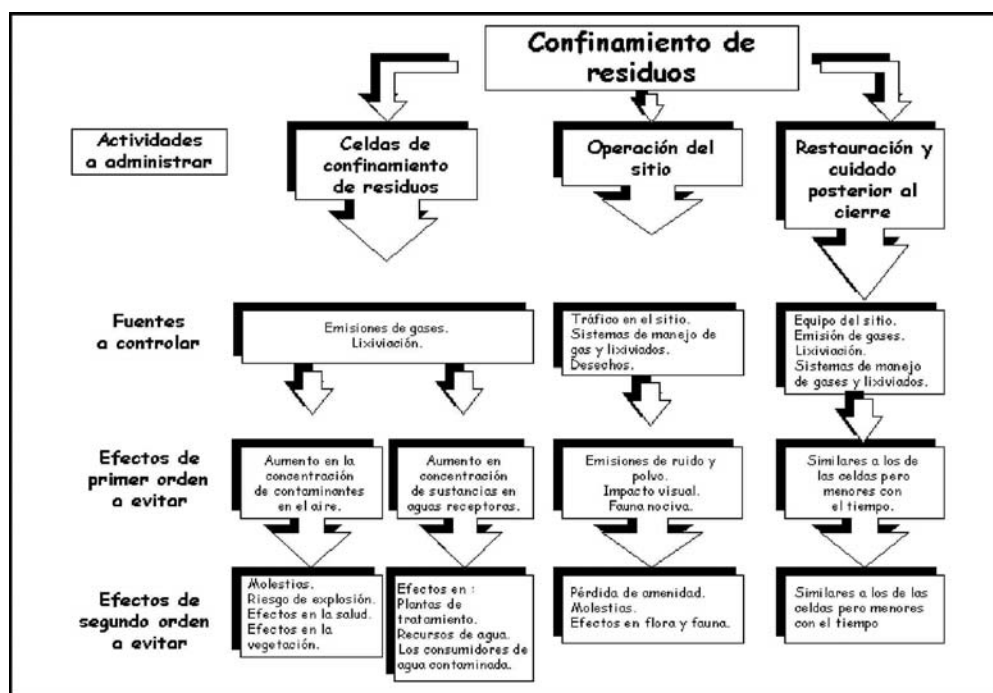 Confinamiento de
residuos
Actividades
a administrar
Celdas de
confinamiento
de residuos
Operación del
sitio
Restauración y
cuidado
posterior al
cierre
Fuentes
a controlar
Emisiones de gases.
Lixiviación.
Tráfico en el sitio.
Sistemas de manejo de
gas y lixiviados.
Desechos.
Equipo del sitio.
Emisión de gases.
Lixiviación.
Sistemas de manejo
de gases y lixiviados.
Efectos de
primer orden
a evitar
Aumento en la
concentración
de contaminantes
en el aire.
Aumento en
concentración
de sustancias en
aguas receptoras.
Emisiones de ruido y
polvo.
Impacto visual.
Fauna nociva.
Similares a los de
las celdas pero
menores con
el tiempo.
Efectos de
segundo orden
a evitar
Molestias.
Riesgo de explosión.
Efectos en la salud.
Efectos en la
vegetación.
Efectos en :
Plantas de
tratamiento.
Recursos de agua.
Los consumidores de
agua contaminada.
Pérdida de amenidad.
Molestias.
Efectos en flora y fauna.
Similares a los de las
celdas pero menores
con el tiempo